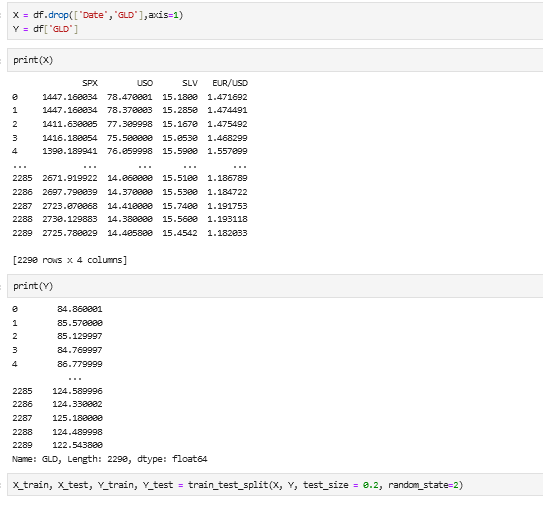 X = df.drop(['Date','GLD'],axis=1)
Y = df['GLD']
print(X)
SPX USO SLV EUR/USD
0 1447.160034 78.470001 15.1800 1.471692
1 1447.160034 78.370003 15.2850 1.474491
2 1411.630005 77.309998 15.1670 1.475492
3 1416.180054 75.500000 15.0530 1.468299
4 1390.189941 76.059998 15.5900 1.557099
... ... ... ... ...
2285 2671.919922 14.060000 15.5100 1.186789
2286 2697.790039 14.370000 15.5300 1.184722
2287 2723.070068 14.410000 15.7400 1.191753
2288 2730.129883 14.380000 15.5600 1.193118
2289 2725.780029 14.405800 15.4542 1.182033
[2290 rows x 4 columns]
print(Y)
0 84.860001
1 85.570000
2 85.129997
3 84.769997
4 86.779999
...
2285 124.589996
2286 124.330002
2287 125.180000
2288 124.489998
2289 122.543800
Name: GLD, Length: 2290, dtype: float64
X_train, X_test, Y_train, Y_test = train_test_split(X, Y, test_size = 0.2, random_state=2)